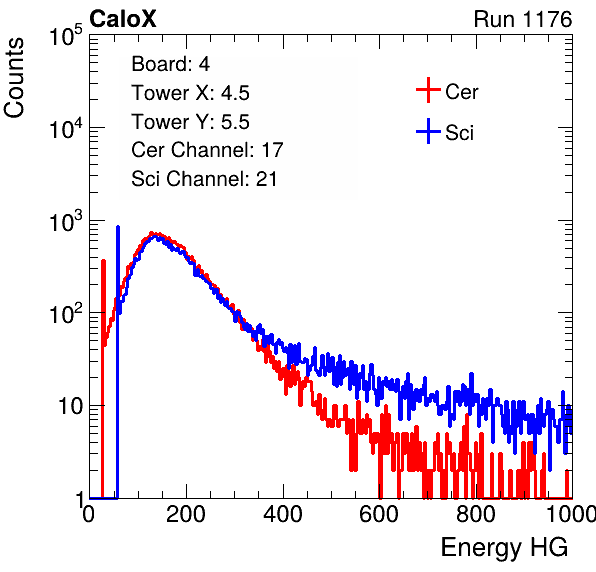 CaloX Run 1176
Counts
10^5
10^4
10^3
10^2
10
1
Board: 4
Tower X: 4.5
Tower Y: 5.5
Cer Channel: 17
Sci Channel: 21
Cer
Sci
0 200 400 600 800 1000
Energy HG